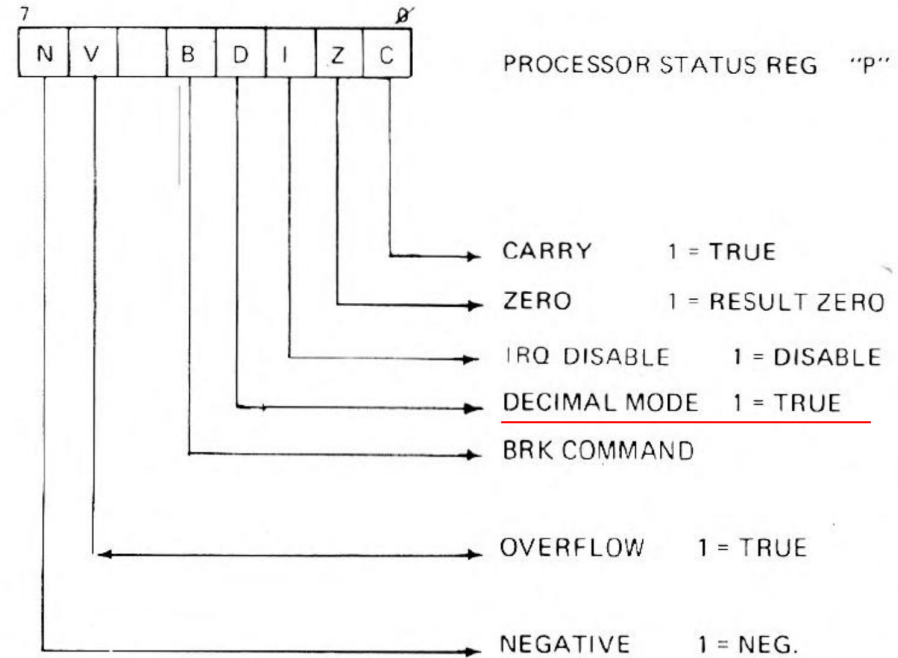 7 0
N V B D I Z C
PROCESSOR STATUS REG "P"
CARRY 1 = TRUE
ZERO 1 = RESULT ZERO
IRQ DISABLE 1 = DISABLE
DECIMAL MODE 1 = TRUE
BRK COMMAND
OVERFLOW 1 = TRUE
NEGATIVE 1 = NEG.